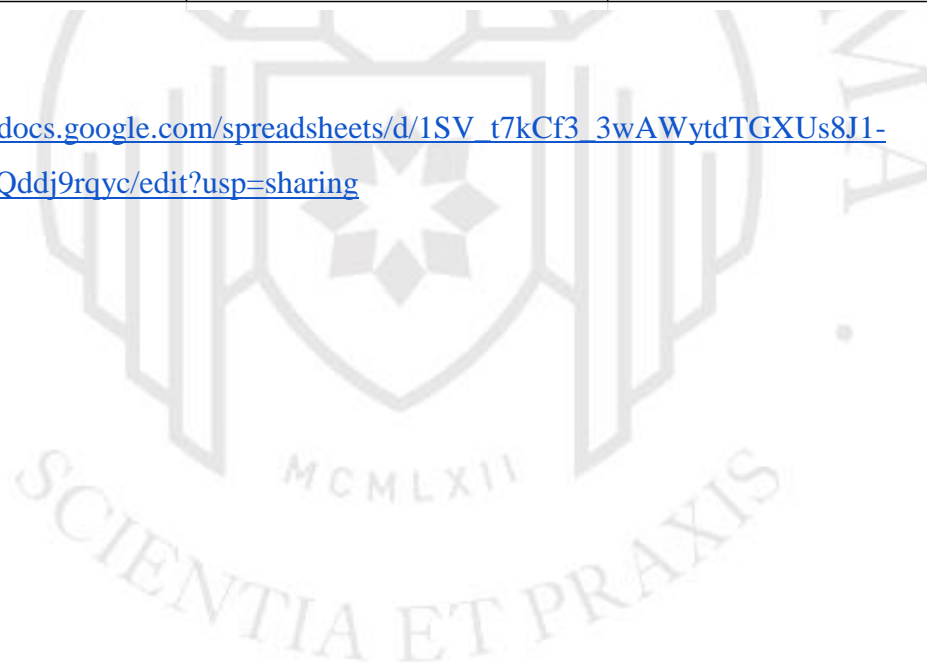 docs.google.com/spreadsheets/d/1SV_t7kCf3_3wAWytdTGXUs8J1-
Qddj9rqyc/edit?usp=sharing
MCMLXII
SCIENTIA ET PRAXIS